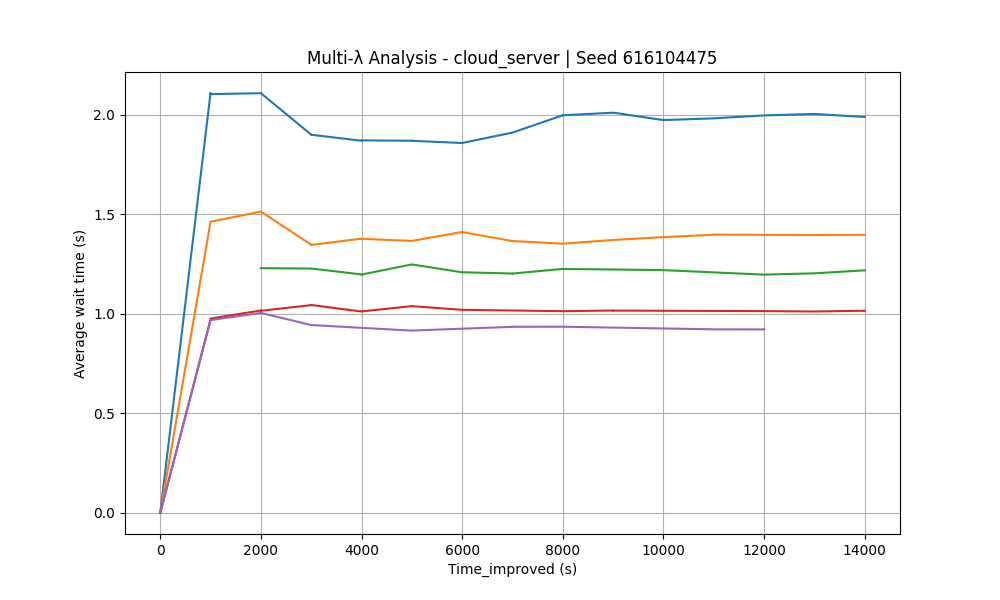 Multi-λ Analysis - cloud_server | Seed 616104475
Average wait time (s)
2.0
1.5
1.0
0.5
0.0
0 2000 4000 6000 8000 10000 12000 14000
Time_improved (s)